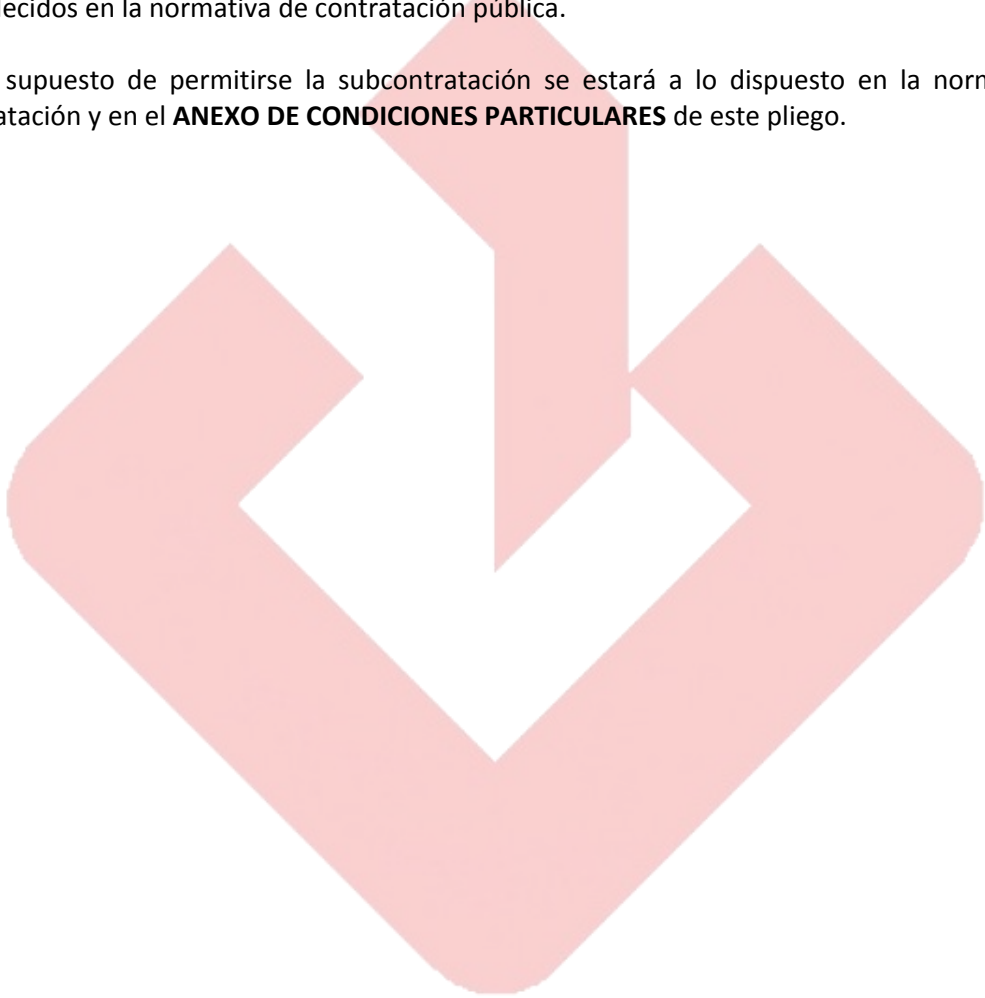 lecidos en la normativa de contratación pública.
supuesto de permitirse la subcontratación se estará a lo dispuesto en la norm
atación y en el ANEXO DE CONDICIONES PARTICULARES de este pliego.